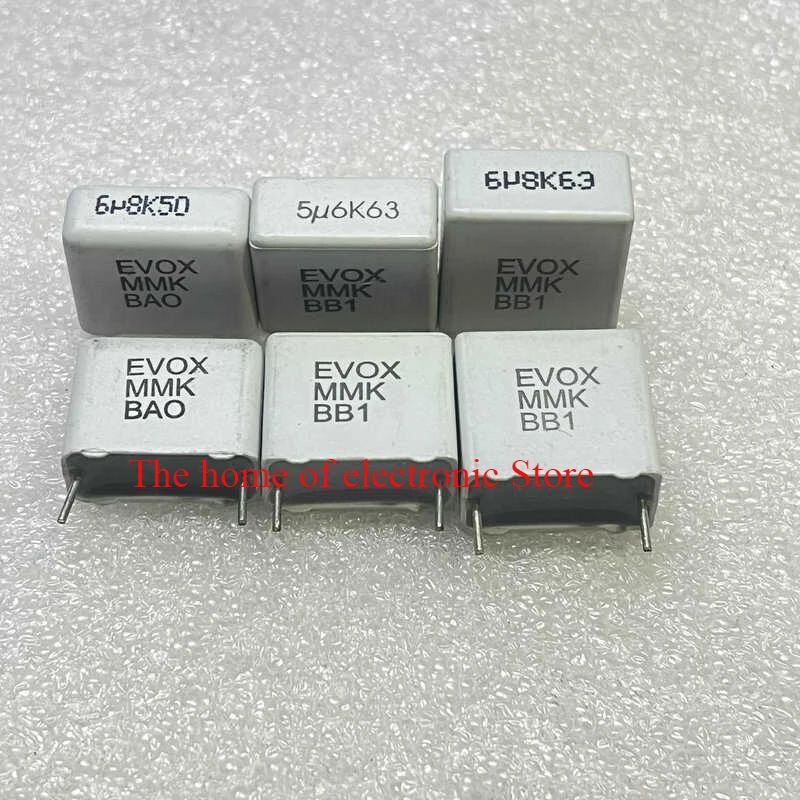 6µ8K50
EVOX
MMK
BAO
5µ6K63
EVOX
MMK
BB1
6µ8K63
EVOX
MMK
BB1
EVOX
MMK
BAO
EVOX
MMK
BB1
EVOX
MMK
BB1
The home of electronic Store